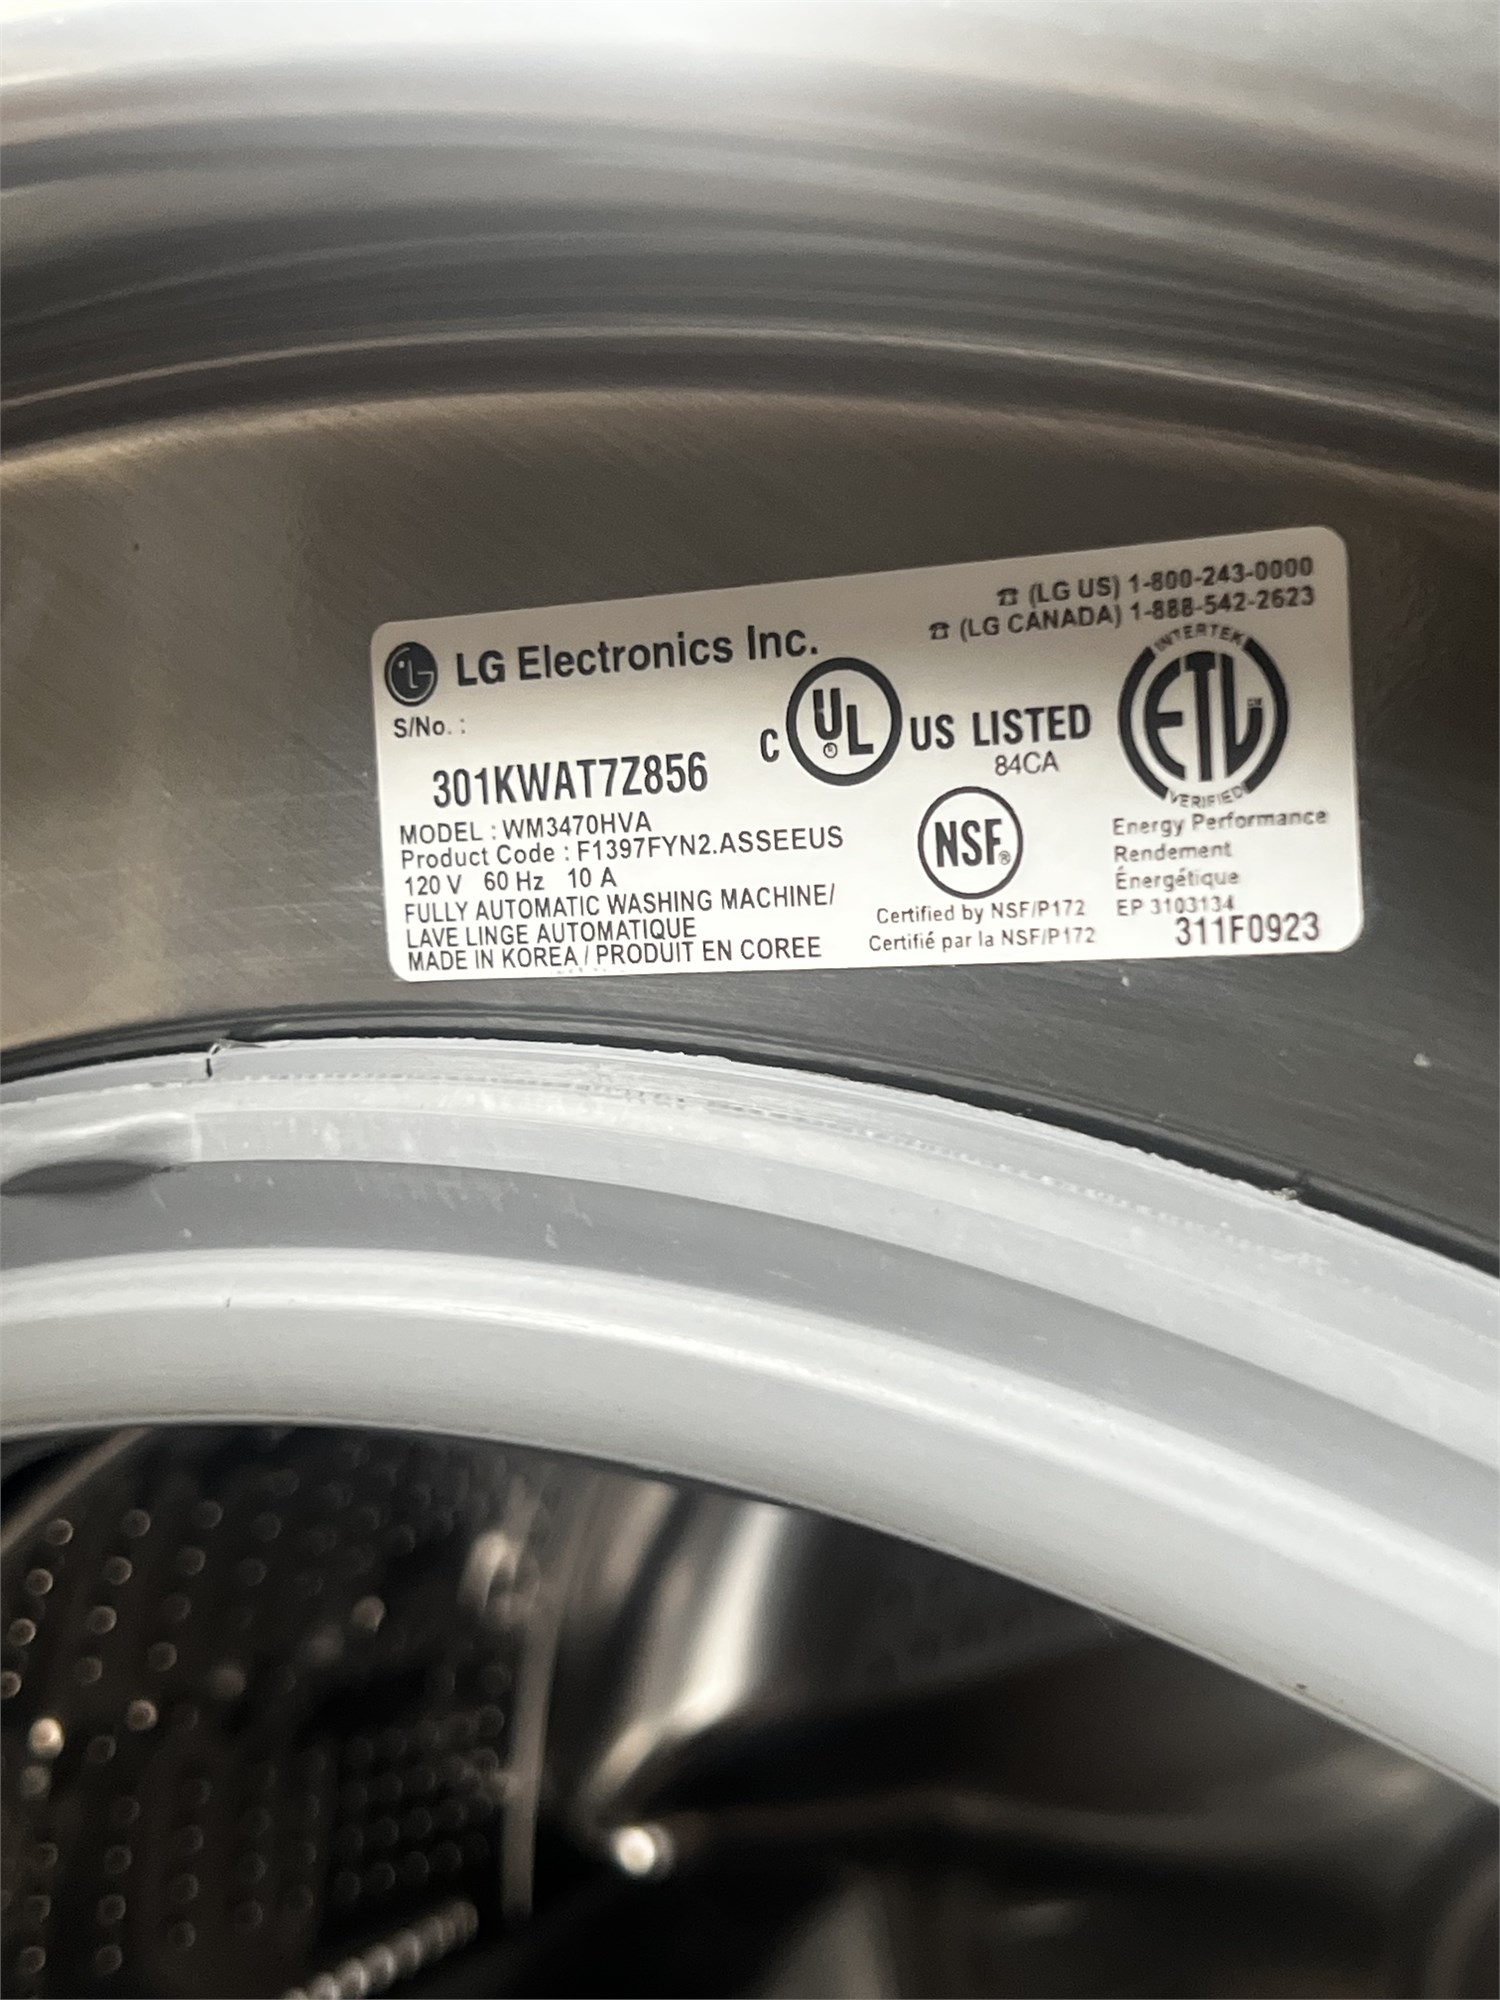 ☎ (LG US) 1-800-243-0000
☎ (LG CANADA) 1-888-542-2623
LG LG Electronics Inc.
S/No. :
301KWAT7Z856
C UL ® US LISTED
84CA
INTERTEK
ETL
VERIFIED
MODEL : WM3470HVA
Product Code : F1397FYN2.ASSEEUS
120 V 60 Hz 10 A
FULLY AUTOMATIC WASHING MACHINE/
LAVE LINGE AUTOMATIQUE
MADE IN KOREA / PRODUIT EN COREE
NSF®
Certified by NSF/P172
Certifié par la NSF/P172
Energy Performance
Rendement
Énergétique
EP 3103134
311F0923